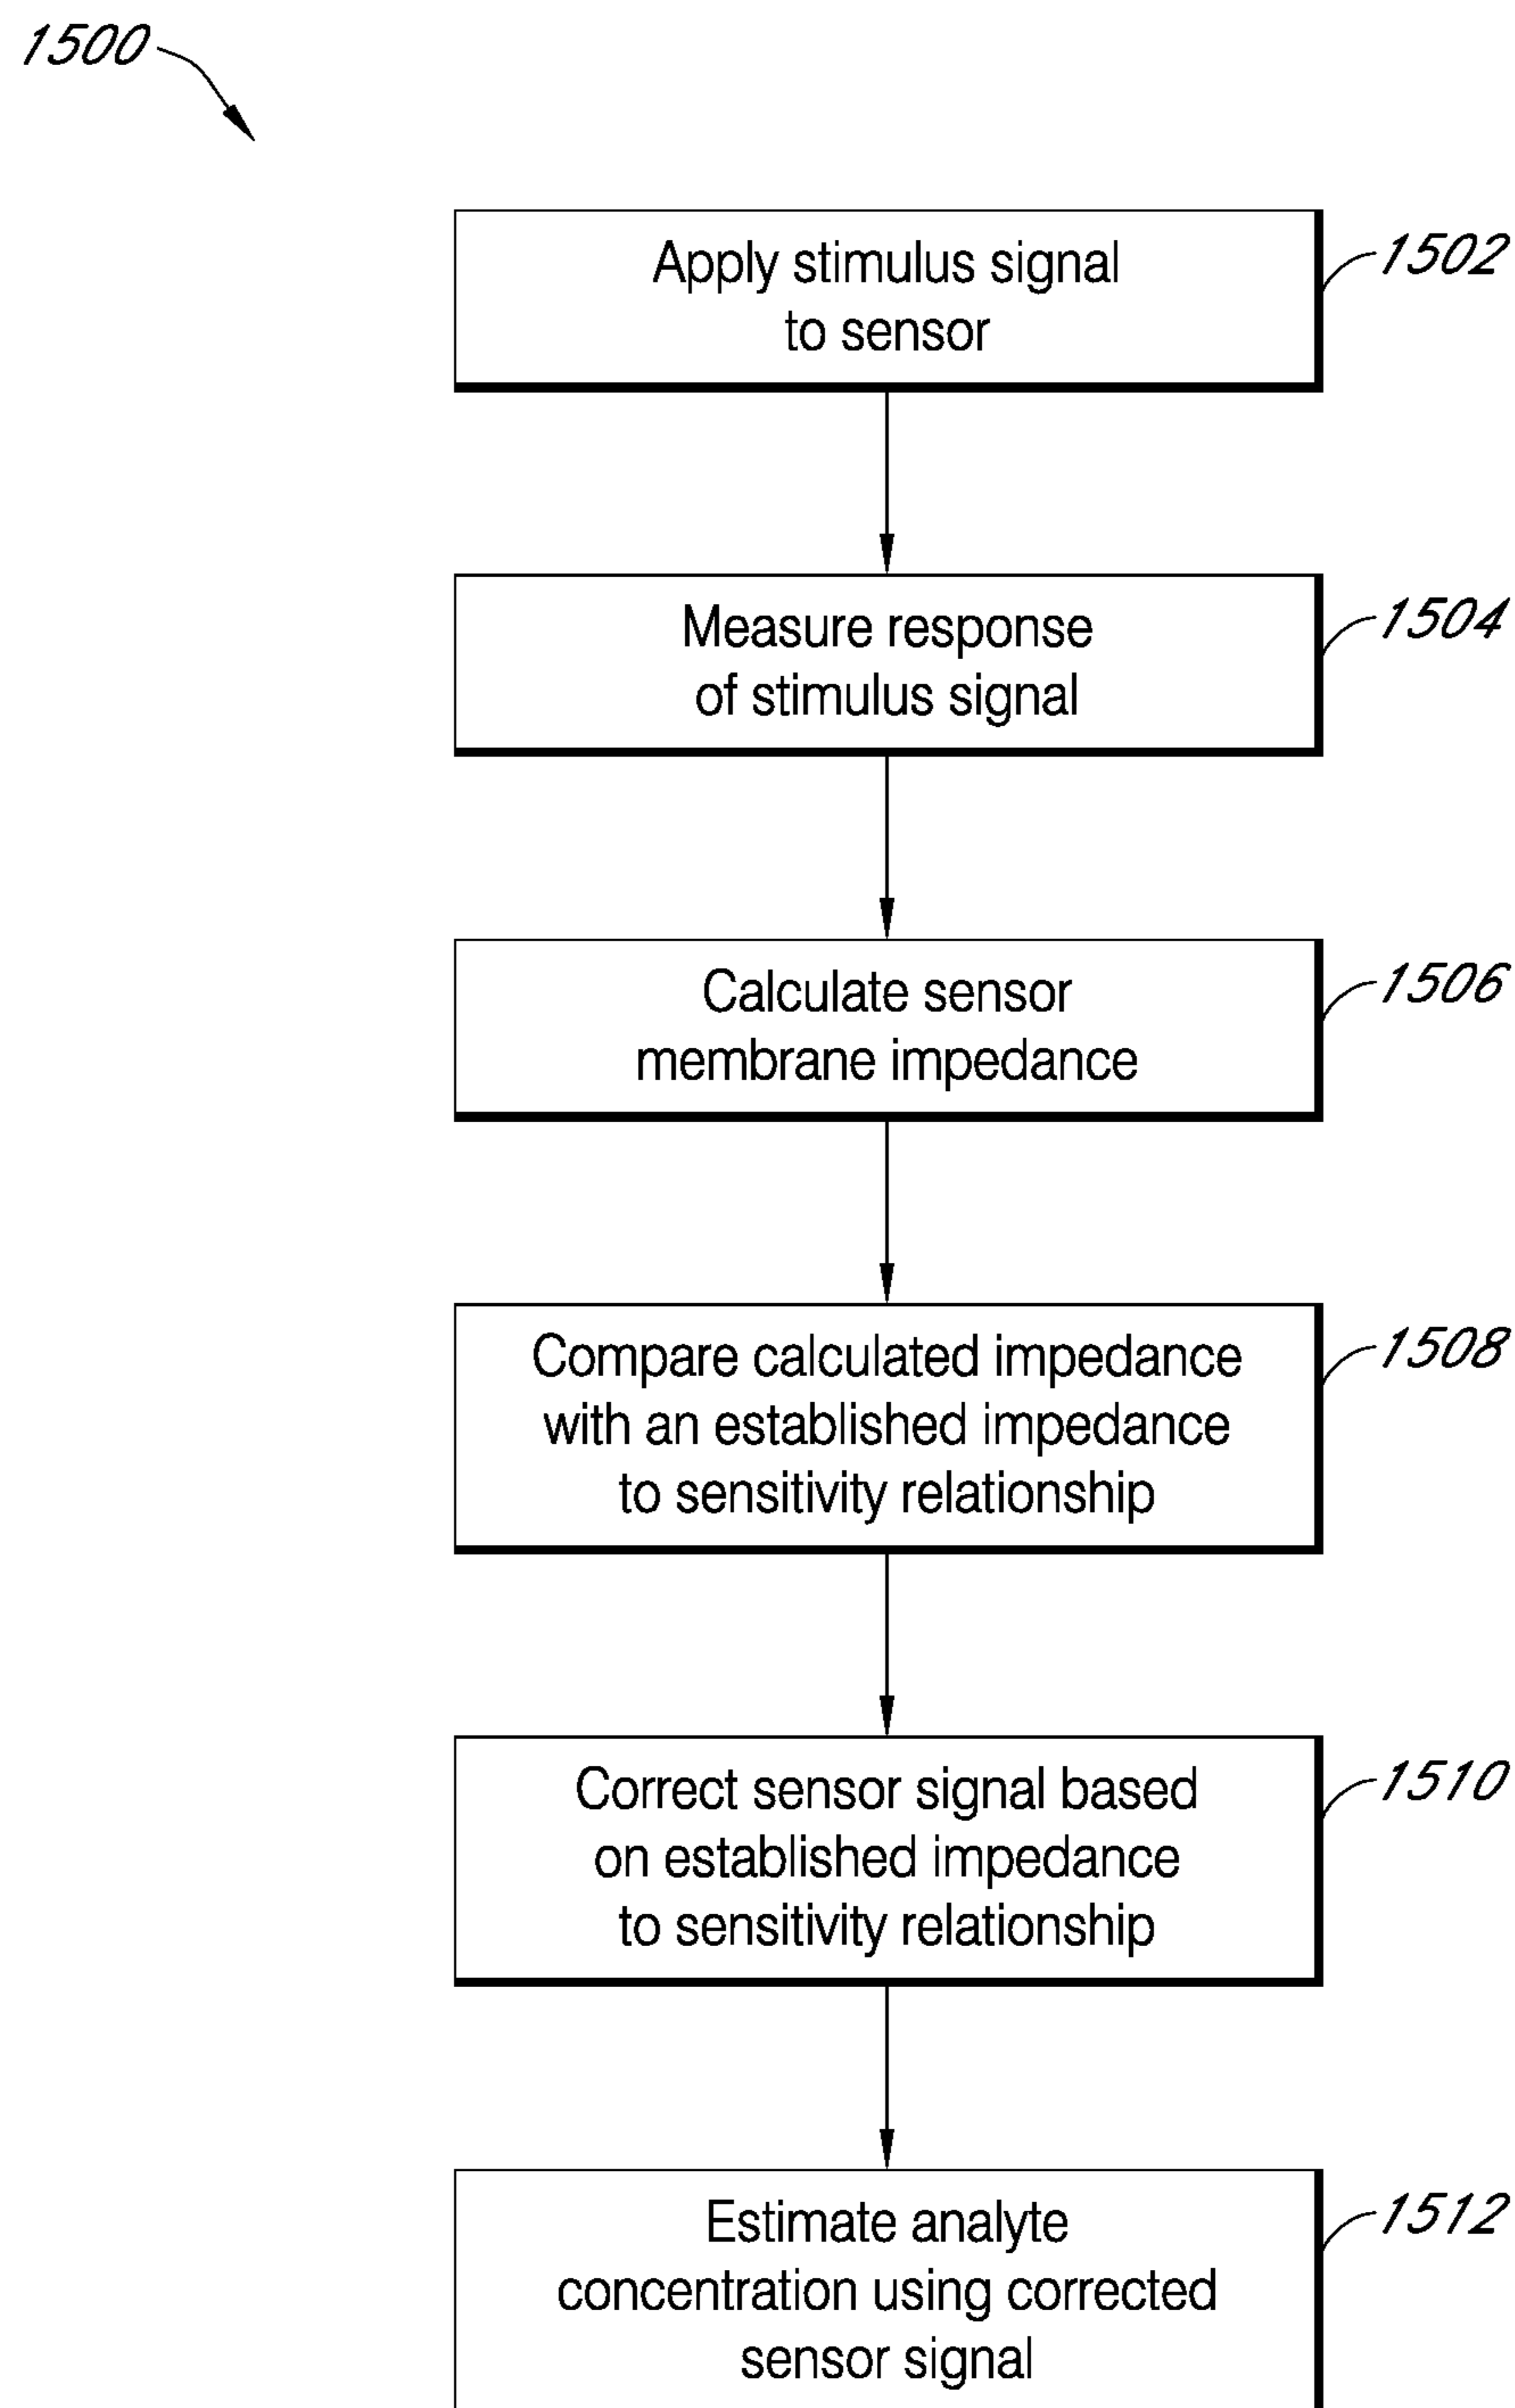 1500
Apply stimulus signal
to sensor
1502
Measure response
of stimulus signal
1504
Calculate sensor
membrane impedance
1506
Compare calculated impedance
with an established impedance
to sensitivity relationship
1508
Correct sensor signal based
on established impedance
to sensitivity relationship
1510
Estimate analyte
concentration using corrected
sensor signal
1512